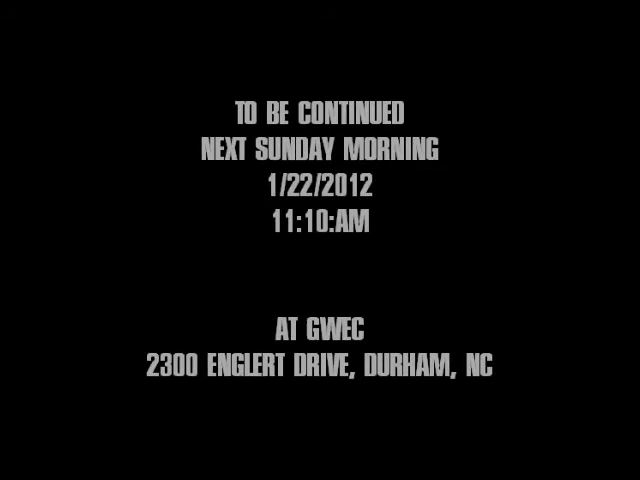 TO BE CONTINUED
NEXT SUNDAY MORNING
1/22/2012
11:10:AM
AT GWEC
2300 ENGLERT DRIVE, DURHAM, NC